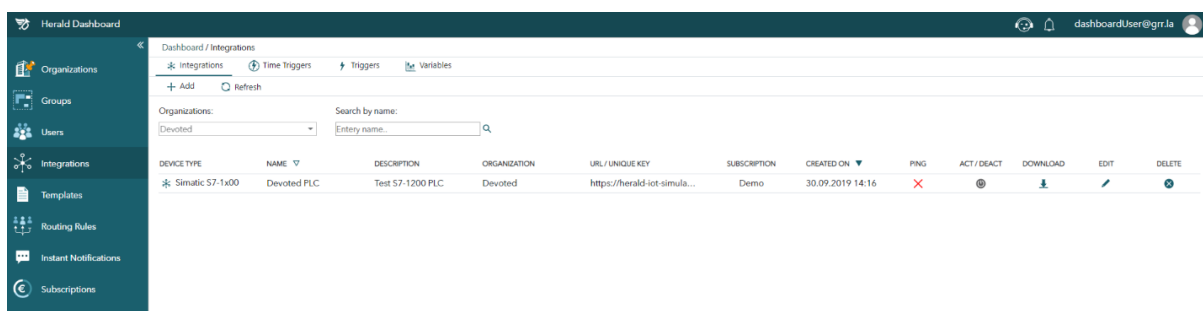 Herald Dashboard
dashboardUser@grr.la
«
Organizations
Groups
Users
Integrations
Templates
Routing Rules
Instant Notifications
Subscriptions
Dashboard / Integrations
Integrations Time Triggers Triggers Variables
+ Add Refresh
Organizations: Search by name:
Devoted Entery name..
DEVICE TYPE NAME DESCRIPTION ORGANIZATION URL / UNIQUE KEY SUBSCRIPTION CREATED ON PING ACT / DEACT DOWNLOAD EDIT DELETE
Simatic S7-1x00 Devoted PLC Test S7-1200 PLC Devoted https://herald-iot-simula... Demo 30.09.2019 14:16